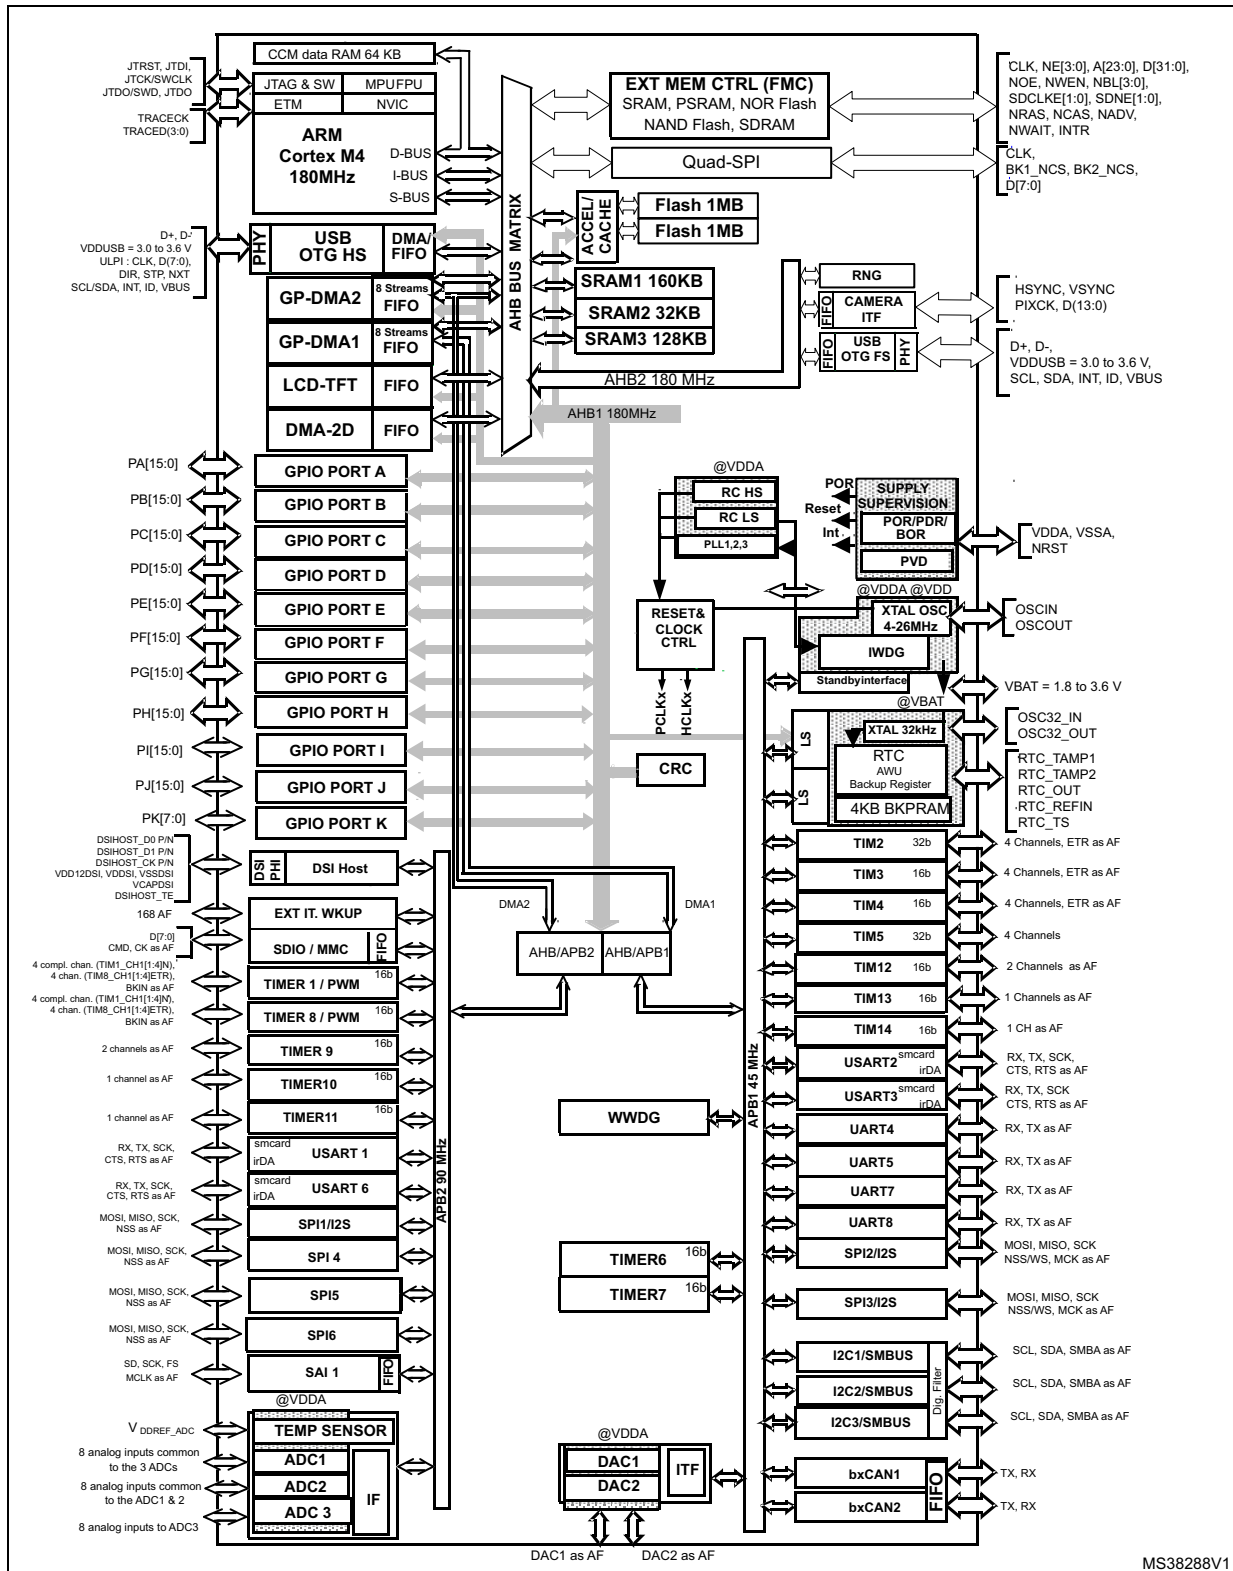 CCM data RAM 64 KB
JTRST, JTDI,
JTCK/SWCLK
JTDO/SWD, JTDO
TRACECK
TRACED(3:0)
JTAG & SW
MPU FPU
ETM
NVIC
ARM
Cortex M4
180MHz
D-BUS
I-BUS
S-BUS
AHB BUS MATRIX
EXT MEM CTRL (FMC)
SRAM, PSRAM, NOR Flash
NAND Flash, SDRAM
CLK, NE[3:0], A[23:0], D[31:0],
NOE, NWEN, NBL[3:0],
SDCLKE[1:0], SDNE[1:0],
NRAS, NCAS, NADV,
NWAIT, INTR
Quad-SPI
CLK,
BK1_NCS, BK2_NCS,
D[7:0]
ACCEL/
CACHE
Flash 1MB
Flash 1MB
D+, D-
VDDUSB = 3.0 to 3.6 V
ULPI : CLK, D(7:0),
DIR, STP, NXT
SCL/SDA, INT, ID, VBUS
PHY
USB
OTG HS
DMA/
FIFO
GP-DMA2
8 Streams
FIFO
GP-DMA1
8 Streams
FIFO
LCD-TFT
FIFO
DMA-2D
FIFO
SRAM1 160KB
SRAM2 32KB
SRAM3 128KB
RNG
FIFO
CAMERA
ITF
HSYNC, VSYNC
PIXCK, D(13:0)
FIFO
USB
OTG FS
PHY
D+, D-,
VDDUSB = 3.0 to 3.6 V,
SCL, SDA, INT, ID, VBUS
AHB2 180 MHz
AHB1 180MHz
PA[15:0]
GPIO PORT A
PB[15:0]
GPIO PORT B
PC[15:0]
GPIO PORT C
PD[15:0]
GPIO PORT D
PE[15:0]
GPIO PORT E
PF[15:0]
GPIO PORT F
PG[15:0]
GPIO PORT G
PH[15:0]
GPIO PORT H
PI[15:0]
GPIO PORT I
PJ[15:0]
GPIO PORT J
PK[7:0]
GPIO PORT K
@VDDA
RC HS
RC LS
PLL1,2,3
POR
Reset
Int
SUPPLY
SUPERVISION
POR/PDR/
BOR
PVD
VDDA, VSSA,
NRST
@VDDA @VDD
RESET&
CLOCK
CTRL
PCLKx
HCLKx
XTAL OSC
4-26MHz
OSCIN
OSCOUT
IWDG
Standbyinterface
VBAT = 1.8 to 3.6 V
@VBAT
LS
LS
XTAL 32kHz
OSC32_IN
OSC32_OUT
RTC
AWU
Backup Register
4KB BKPRAM
RTC_TAMP1
RTC_TAMP2
RTC_OUT
RTC_REFIN
RTC_TS
CRC
DSIHOST_D0 P/N
DSIHOST_D1 P/N
DSIHOST_CK P/N
VDD12DSI, VDDSI, VSSDSI
VCAPDSI
DSIHOST_TE
DSI
PHI
DSI Host
168 AF
EXT IT. WKUP
D[7:0]
CMD, CK as AF
SDIO / MMC
FIFO
4 compl. chan. (TIM1_CH1[1:4]N),
4 chan. (TIM8_CH1[1:4]ETR),
BKIN as AF
TIMER 1 / PWM
16b
4 compl. chan. (TIM1_CH1[1:4]N),
4 chan. (TIM8_CH1[1:4]ETR),
BKIN as AF
TIMER 8 / PWM
16b
2 channels as AF
TIMER 9
16b
1 channel as AF
TIMER10
16b
1 channel as AF
TIMER11
16b
RX, TX, SCK,
CTS, RTS as AF
smcard
irDA
USART 1
RX, TX, SCK,
CTS, RTS as AF
smcard
irDA
USART 6
MOSI, MISO, SCK,
NSS as AF
SPI1/I2S
MOSI, MISO, SCK,
NSS as AF
SPI 4
MOSI, MISO, SCK,
NSS as AF
SPI5
MOSI, MISO, SCK,
NSS as AF
SPI6
SD, SCK, FS
MCLK as AF
SAI 1
FIFO
APB2 90 MHz
@VDDA
VDDREF_ADC
TEMP SENSOR
8 analog inputs common
to the 3 ADCs
ADC1
8 analog inputs common
to the ADC1 & 2
ADC2
8 analog inputs to ADC3
ADC 3
IF
DMA2
DMA1
AHB/APB2
AHB/APB1
WWDG
TIMER6
16b
TIMER7
16b
@VDDA
DAC1
DAC2
ITF
DAC1 as AF
DAC2 as AF
APB1 45 MHz
TIM2
32b
4 Channels, ETR as AF
TIM3
16b
4 Channels, ETR as AF
TIM4
16b
4 Channels, ETR as AF
TIM5
32b
4 Channels
TIM12
16b
2 Channels as AF
TIM13
16b
1 Channels as AF
TIM14
16b
1 CH as AF
USART2
smcard
irDA
RX, TX, SCK,
CTS, RTS as AF
USART3
smcard
irDA
RX, TX, SCK
CTS, RTS as AF
UART4
RX, TX as AF
UART5
RX, TX as AF
UART7
RX, TX as AF
UART8
RX, TX as AF
SPI2/I2S
MOSI, MISO, SCK
NSS/WS, MCK as AF
SPI3/I2S
MOSI, MISO, SCK
NSS/WS, MCK as AF
I2C1/SMBUS
SCL, SDA, SMBA as AF
I2C2/SMBUS
SCL, SDA, SMBA as AF
I2C3/SMBUS
SCL, SDA, SMBA as AF
Dig. Filter
bxCAN1
TX, RX
bxCAN2
TX, RX
FIFO
MS38288V1